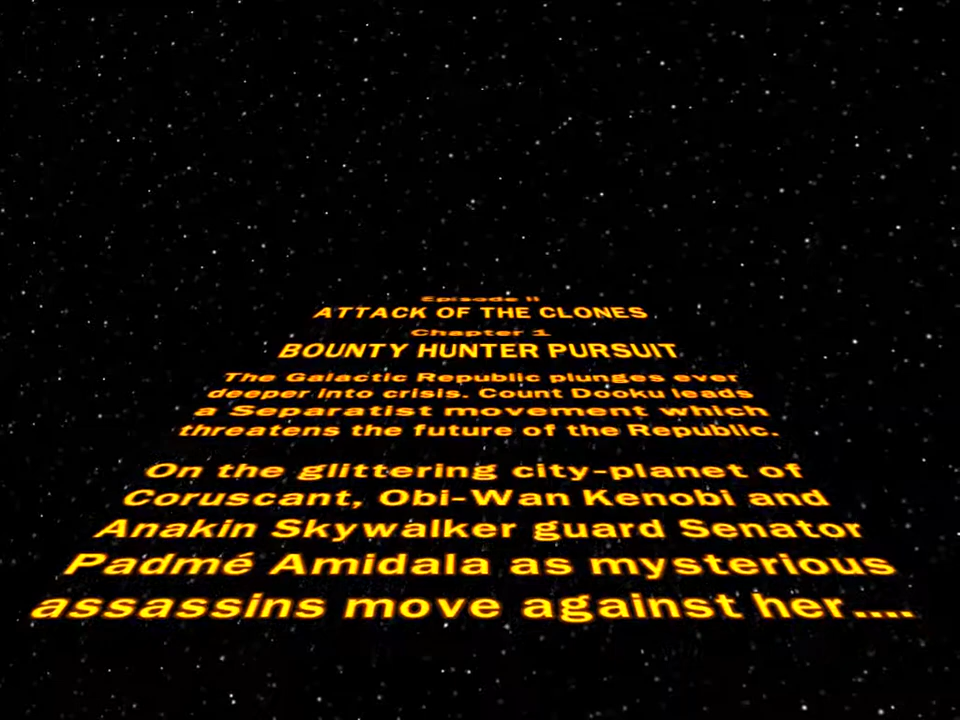 Episode II
ATTACK OF THE CLONES
Chapter 1
BOUNTY HUNTER PURSUIT
The Galactic Republic plunges ever
deeper into crisis. Count Dooku leads
a Separatist movement which
threatens the future of the Republic.
On the glittering city-planet of
Coruscant, Obi-Wan Kenobi and
Anakin Skywalker guard Senator
Padmé Amidala as mysterious
assassins move against her....